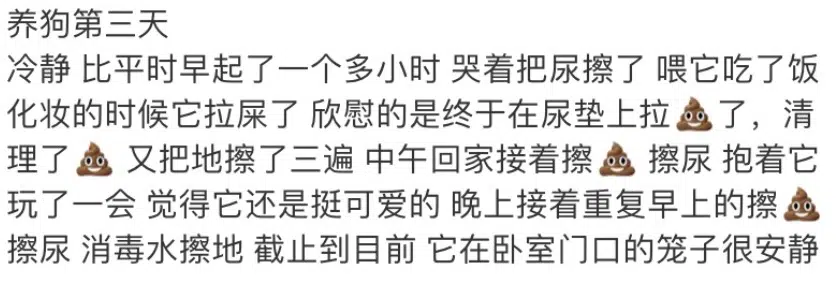 养狗第三天
冷静 比平时早起了一个多小时 哭着把尿擦了 喂它吃了饭
化妆的时候它拉屎了 欣慰的是终于在尿垫上拉💩了，清
理了💩 又把地擦了三遍 中午回家接着擦💩 擦尿 抱着它
玩了一会 觉得它还是挺可爱的 晚上接着重复早上的擦💩
擦尿 消毒水擦地 截止到目前 它在卧室门口的笼子很安静